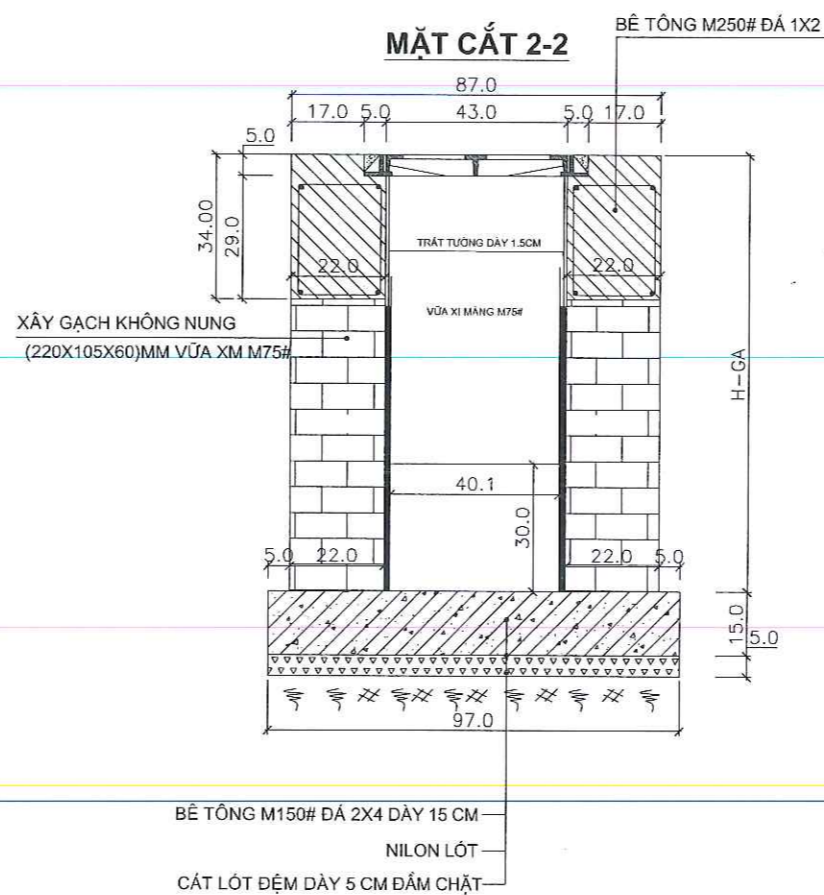 MẶT CẮT 2-2
BÊ TÔNG M250# ĐÁ 1X2
87.0
17.0 5.0 43.0 5.0 17.0
5.0
34.00
29.0
TRÁT TƯỜNG DÀY 1.5CM
22.0 22.0
VỮA XI MĂNG M75#
XÂY GẠCH KHÔNG NUNG
(220X105X60)MM VỮA XM M75#
H-GA
40.1
30.0
5.0 22.0 22.0 5.0
15.0
5.0
97.0
BÊ TÔNG M150# ĐÁ 2X4 DÀY 15 CM
NILON LÓT
CÁT LÓT ĐỆM DÀY 5 CM ĐẦM CHẶT